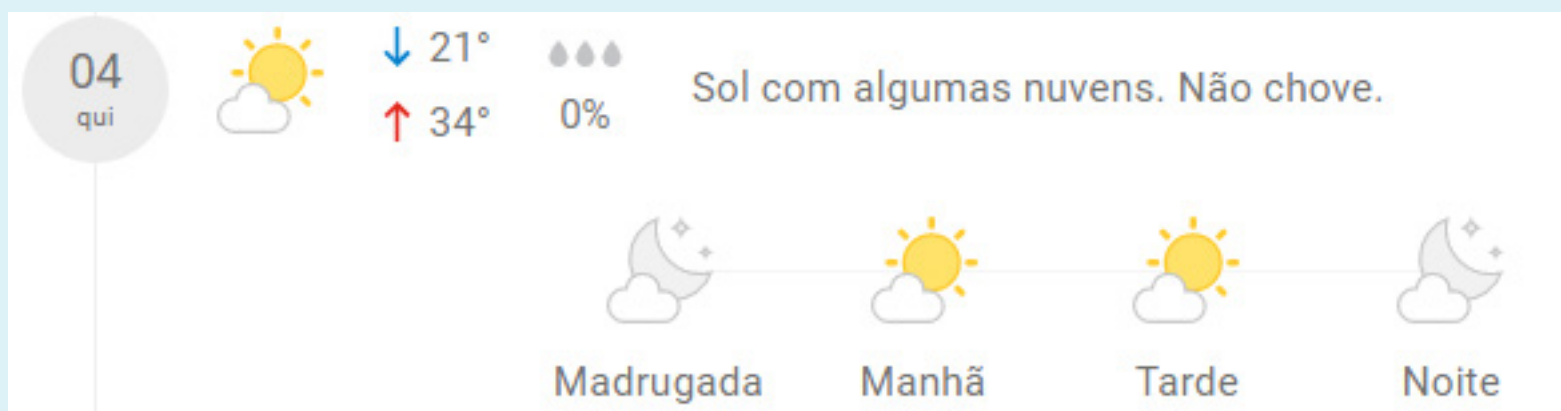 04
qui
↓ 21°
↑ 34°
0%
Sol com algumas nuvens. Não chove.
Madrugada Manhã Tarde Noite